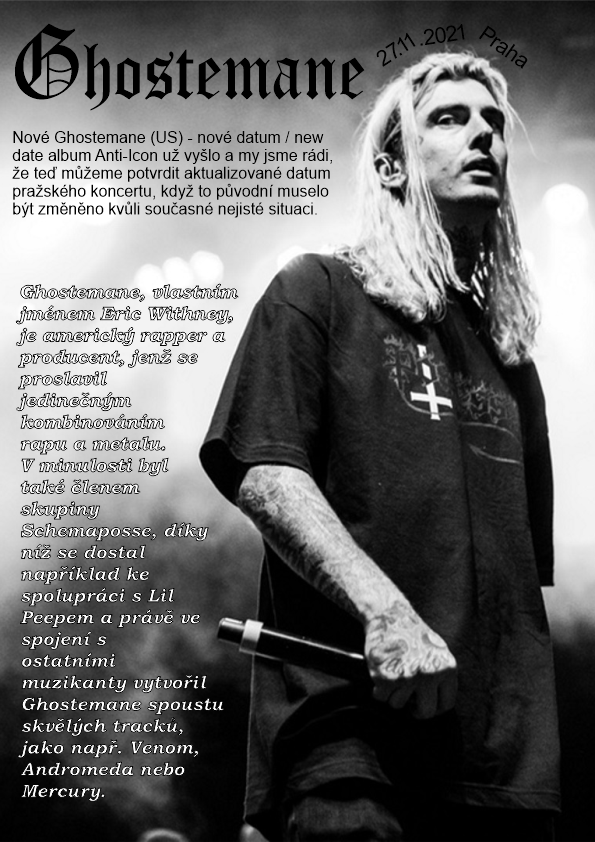 Ghostemane
27.11.2021 Praha
Nové Ghostemane (US) - nové datum / new
date album Anti-Icon už vyšlo a my jsme rádi,
že teď můžeme potvrdit aktualizované datum
pražského koncertu, když to původní muselo
být změněno kvůli současné nejisté situaci.
Ghostemane, vlastním
jménem Eric Withney,
je americký rapper a
producent, jenž se
proslavil
jedinečným
kombinováním
rapu a metalu.
V minulosti byl
také členem
skupiny
Schemaposse, díky
níž se dostal
například ke
spolupráci s Lil
Peepem a právě ve
spojení s
ostatními
muzikanty vytvořil
Ghostemane spoustu
skvělých tracků,
jako např. Venom,
Andromeda nebo
Mercury.